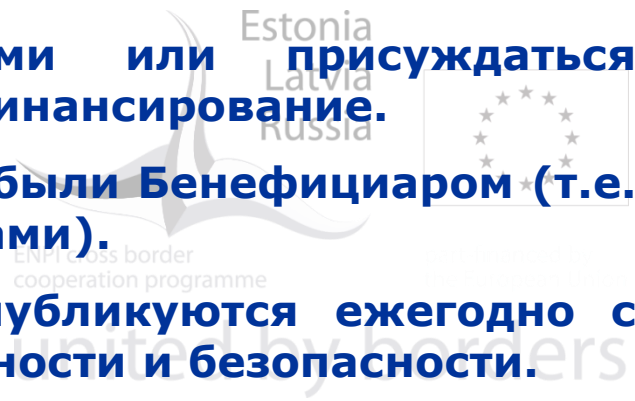 Estonia
ми или присуждаться
Latvia
инансирование.
Russia
были Бенефициаром (т.е.
ами).
ENPI cross border
cooperation programme
публикуются ежегодно с
ности и безопасности.
united by borders